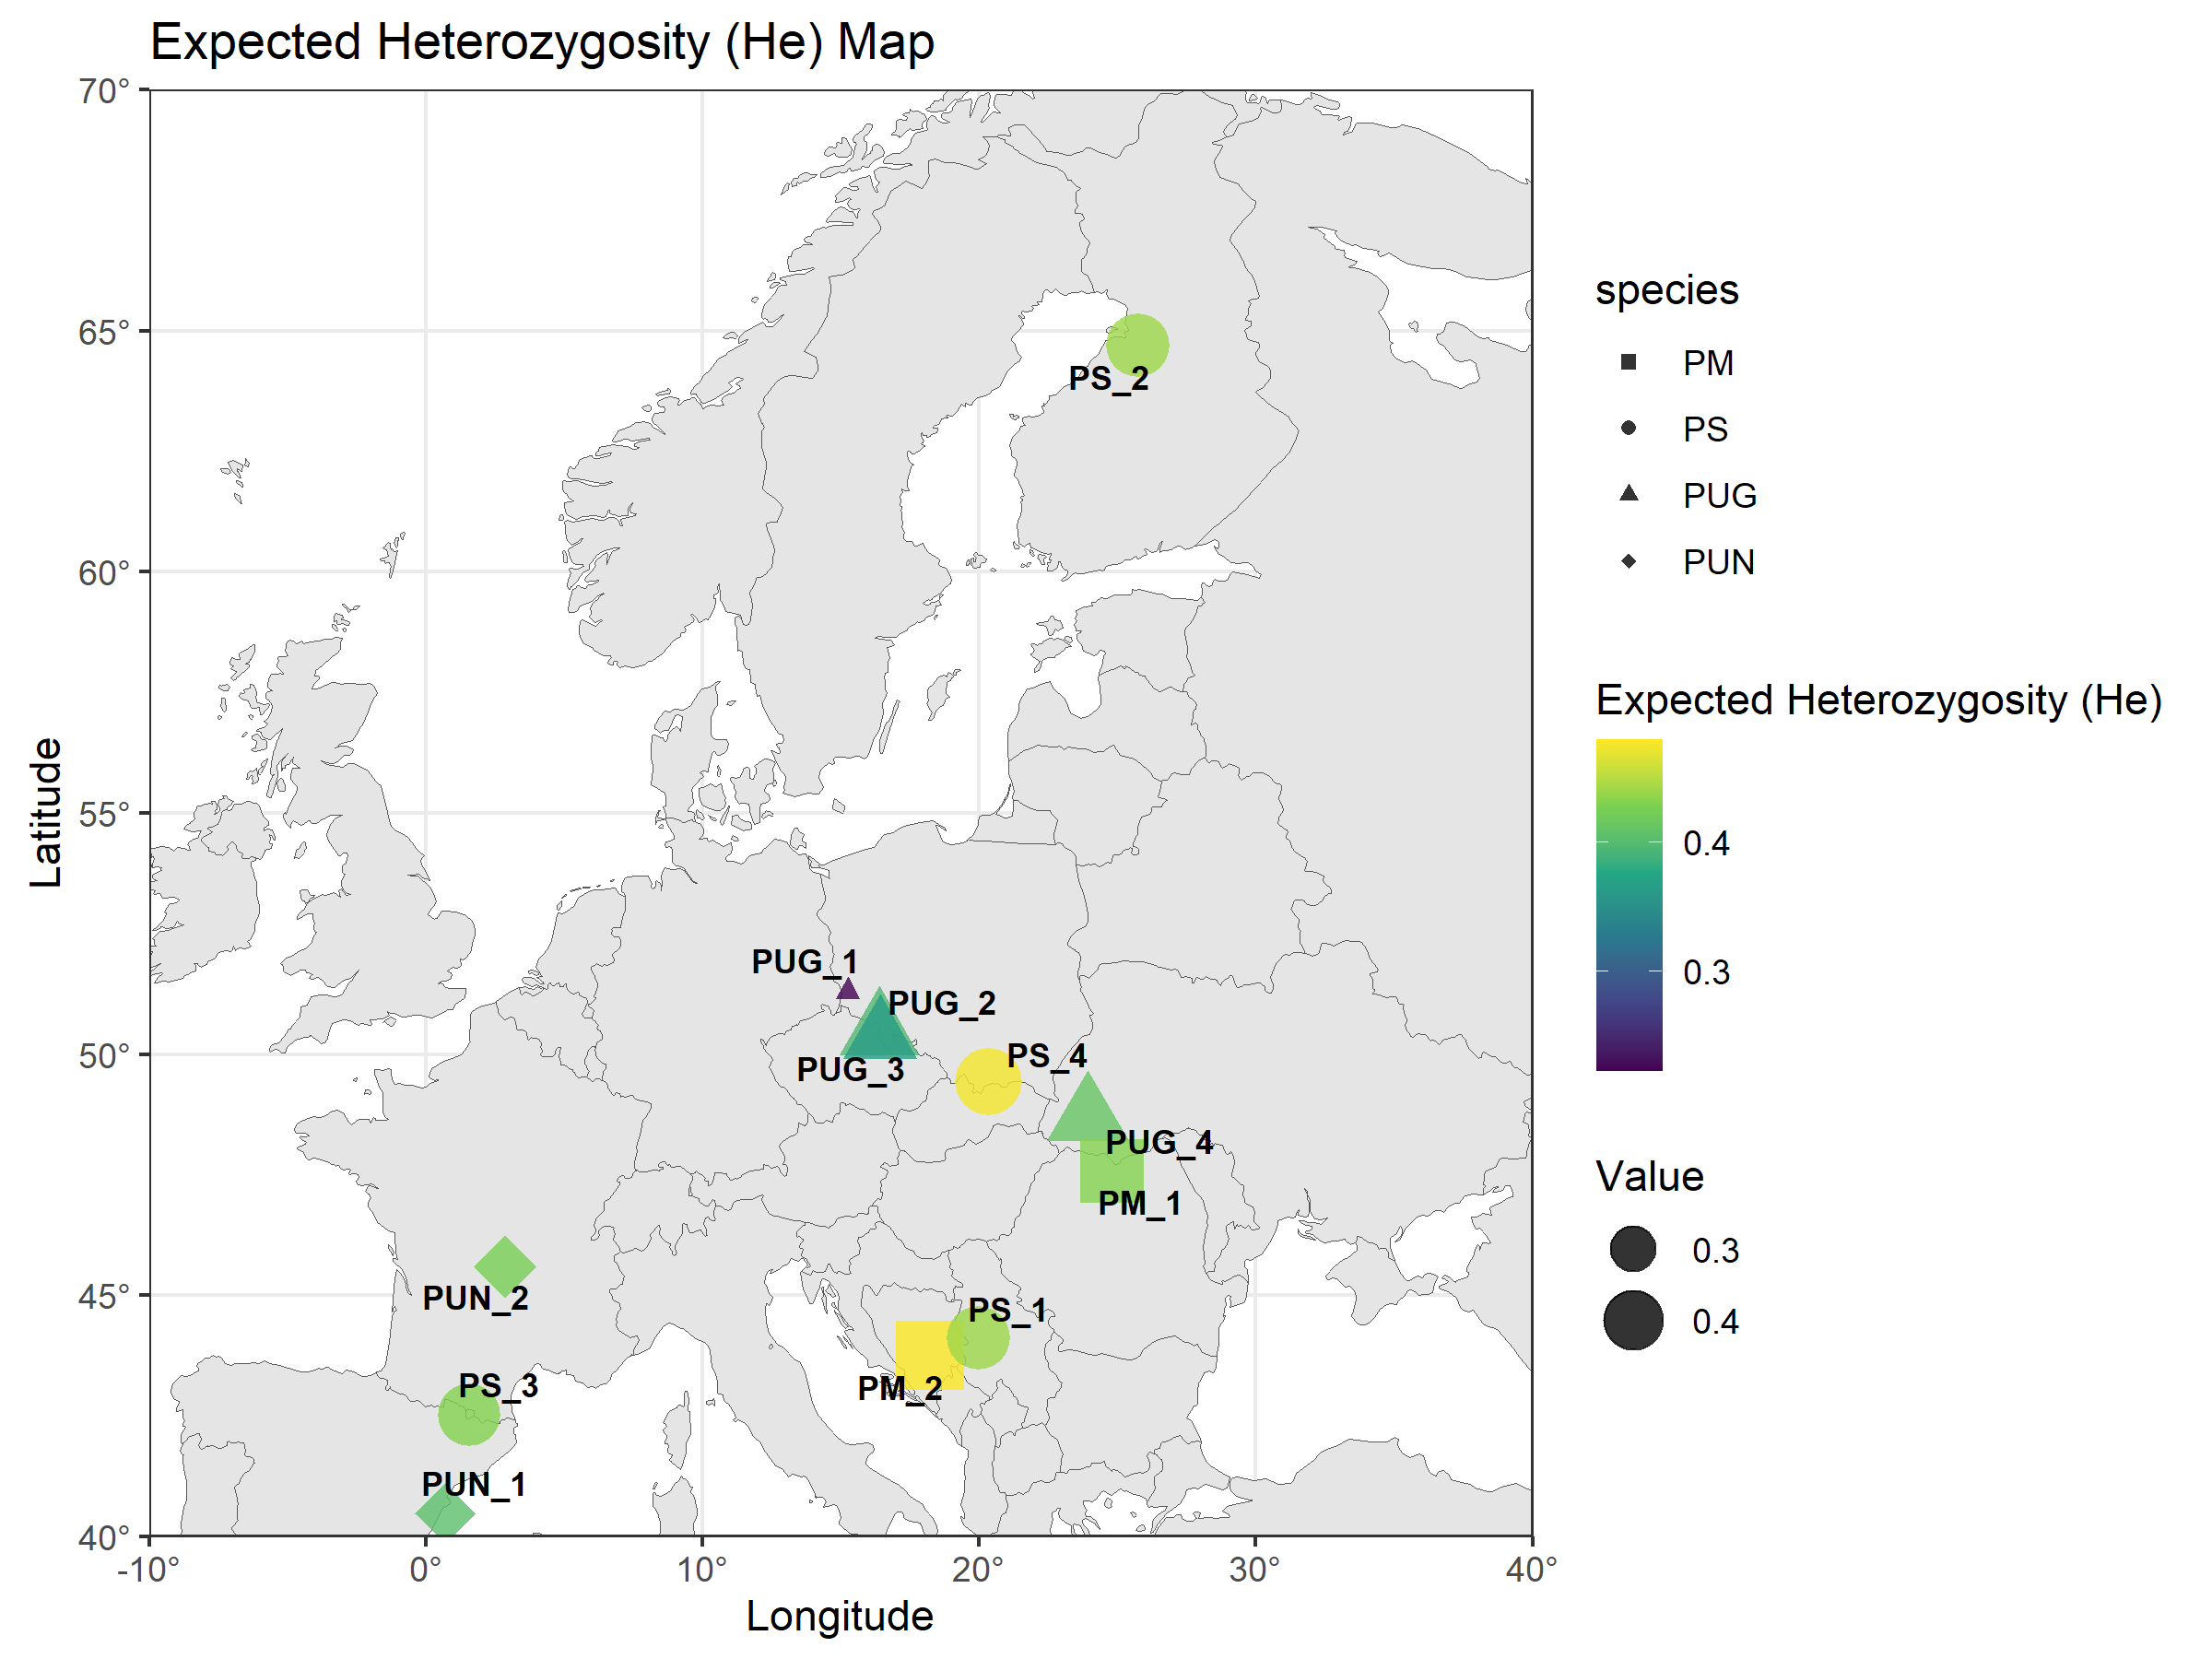 Expected Heterozygosity (He) Map
70°
65°
60°
55°
50°
45°
40°
-10°
0°
10°
20°
30°
40°
Longitude
Latitude
PS_2
PUG_1
PUG_2
PUG_3
PS_4
PUG_4
PM_1
PUN_2
PS_1
PM_2
PS_3
PUN_1
species
PM
PS
PUG
PUN
Expected Heterozygosity (He)
0.4
0.3
Value
0.3
0.4